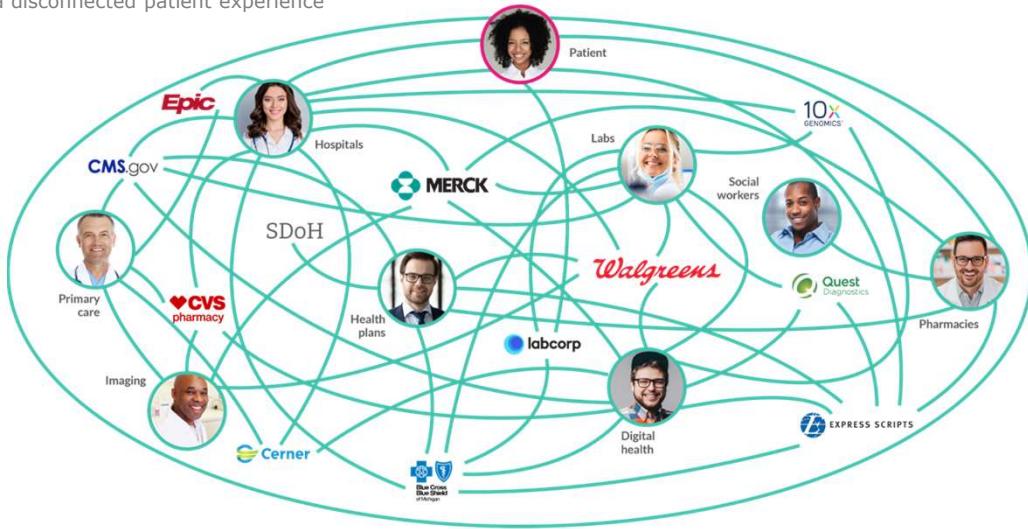 a disconnected patient experience
Patient
Epic
Hospitals
10x
GENOMICS
Labs
CMS.gov
MERCK
Social
workers
SDoH
Walgreens
Primary
care
CVS
pharmacy
Health
plans
Quest
Diagnostics
Pharmacies
labcorp
Imaging
EXPRESS SCRIPTS
Digital
health
Cerner
Blue Cross
Blue Shield
of Michigan